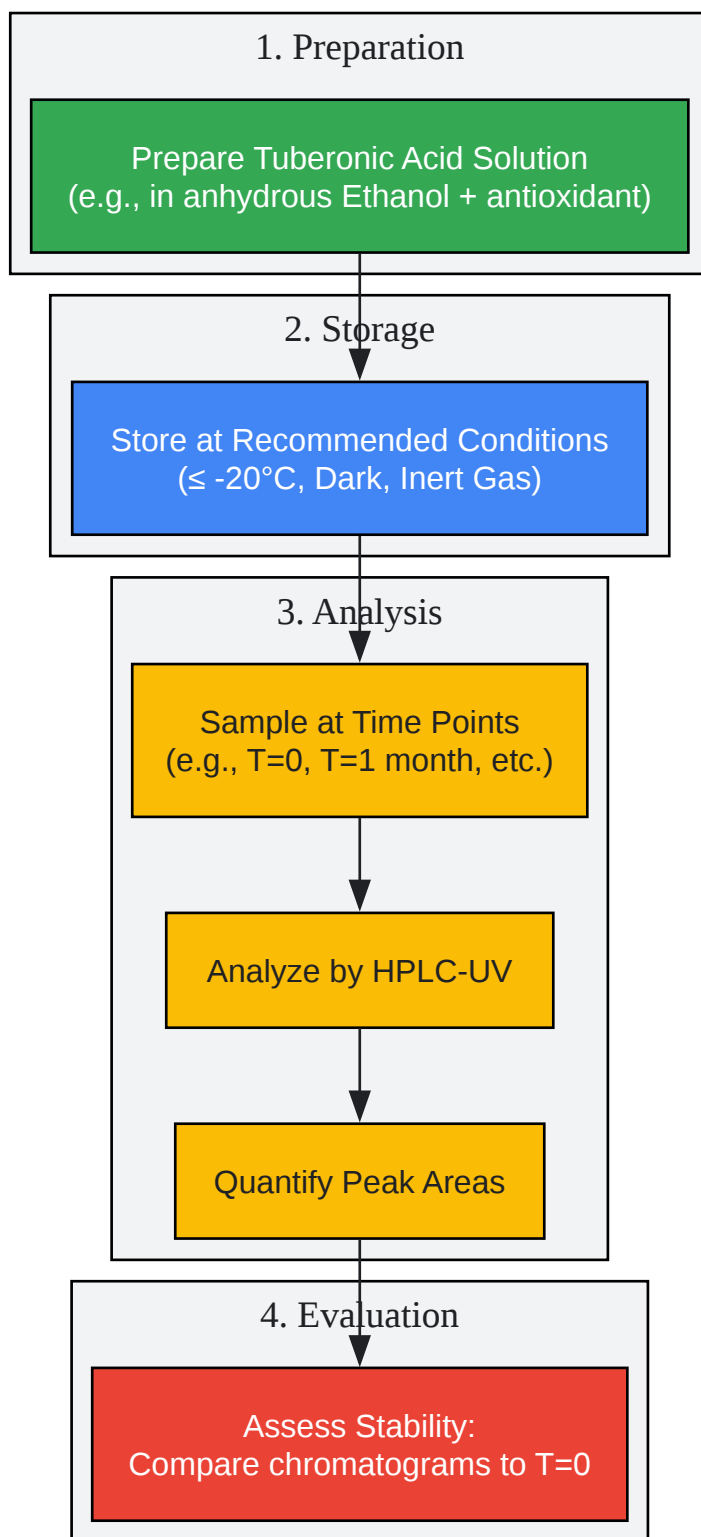 1. Preparation
Prepare Tuberonic Acid Solution
(e.g., in anhydrous Ethanol + antioxidant)
2. Storage
Store at Recommended Conditions
(≤ -20°C, Dark, Inert Gas)
3. Analysis
Sample at Time Points
(e.g., T=0, T=1 month, etc.)
Analyze by HPLC-UV
Quantify Peak Areas
4. Evaluation
Assess Stability:
Compare chromatograms to T=0